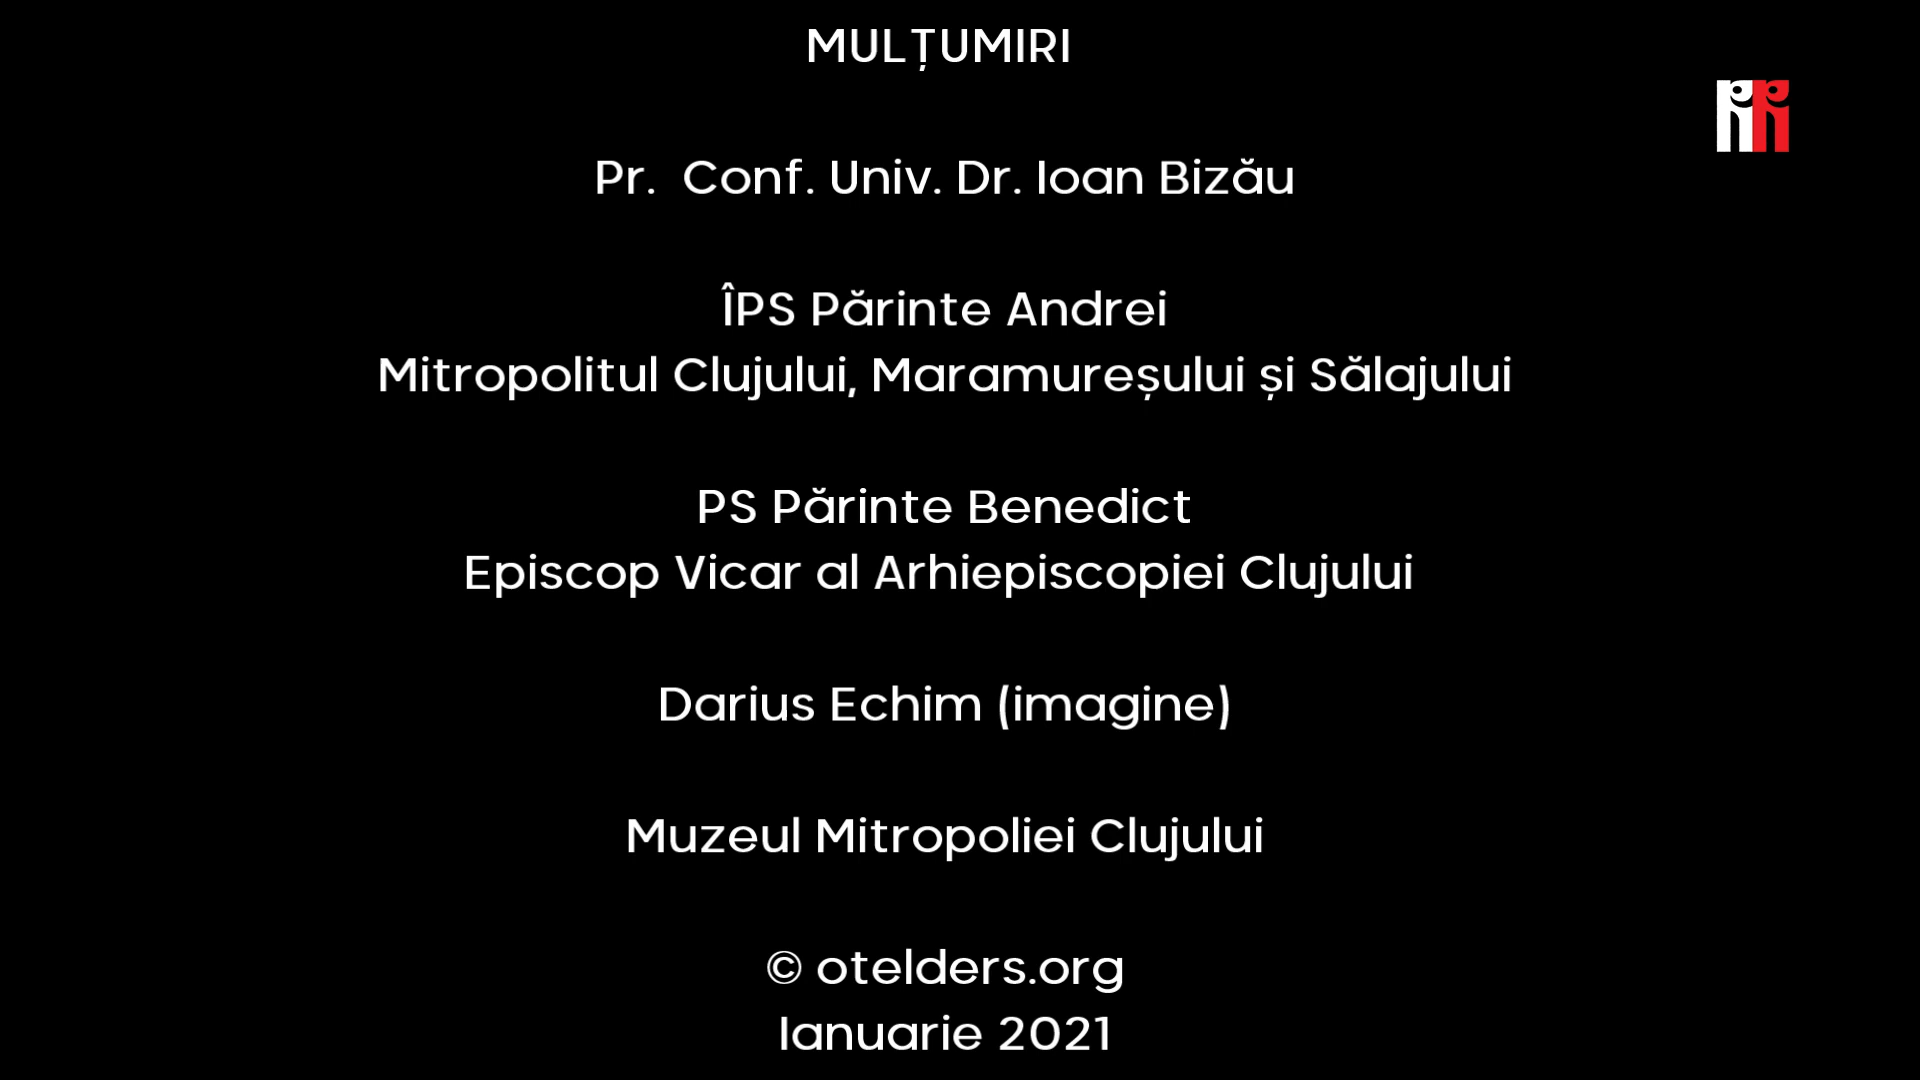 MULȚUMIRI
Pr.  Conf. Univ. Dr. Ioan Bizău
ÎPS Părinte Andrei
Mitropolitul Clujului, Maramureșului și Sălajului
PS Părinte Benedict
Episcop Vicar al Arhiepiscopiei Clujului
Darius Echim (imagine)
Muzeul Mitropoliei Clujului
© otelders.org
Ianuarie 2021